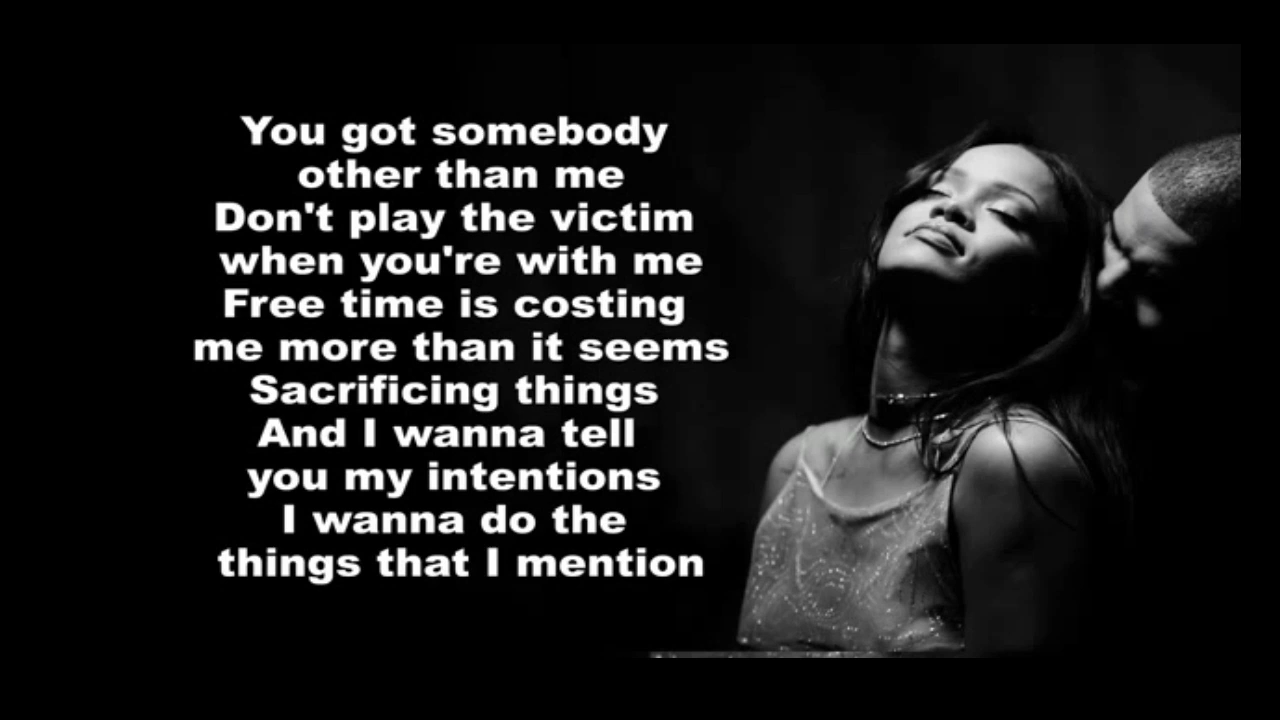 You got somebody
other than me
Don't play the victim
when you're with me
Free time is costing
me more than it seems
Sacrificing things
And I wanna tell
you my intentions
I wanna do the
things that I mention